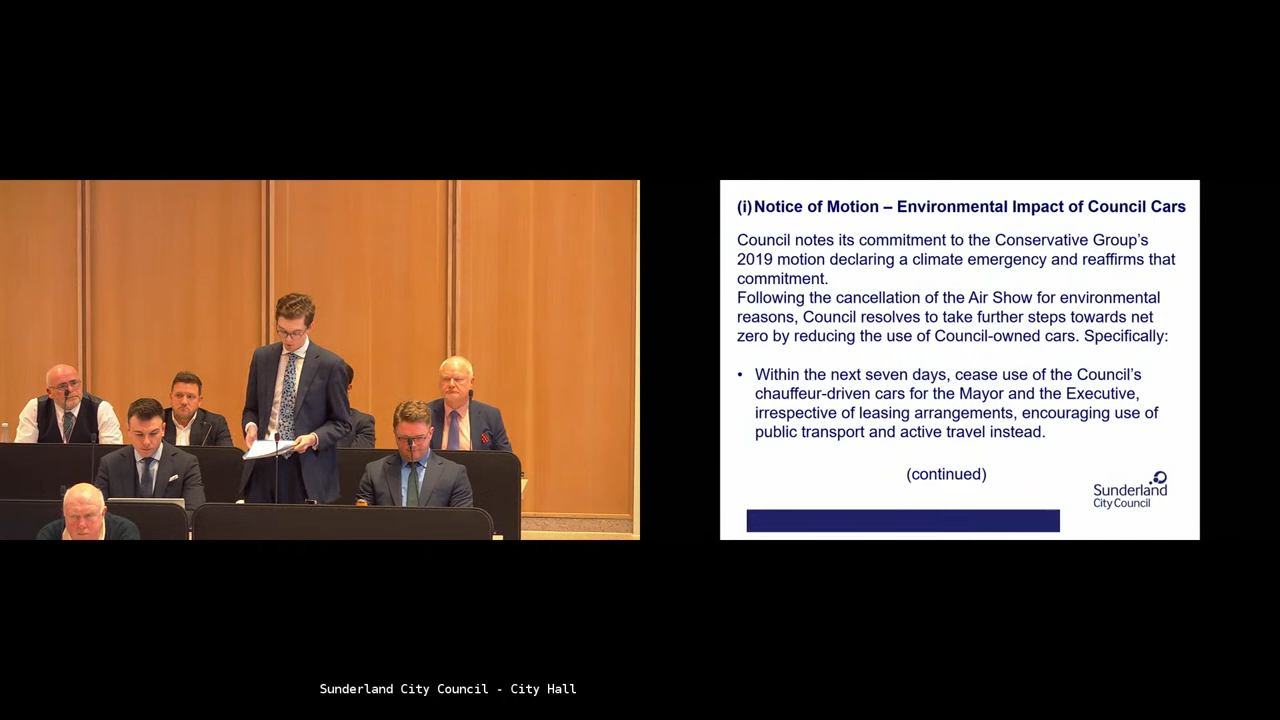 (i) Notice of Motion – Environmental Impact of Council Cars
Council notes its commitment to the Conservative Group’s
2019 motion declaring a climate emergency and reaffirms that
commitment.
Following the cancellation of the Air Show for environmental
reasons, Council resolves to take further steps towards net
zero by reducing the use of Council-owned cars. Specifically:
• Within the next seven days, cease use of the Council’s
chauffeur-driven cars for the Mayor and the Executive,
irrespective of leasing arrangements, encouraging use of
public transport and active travel instead.
(continued)
Sunderland
City Council
Sunderland City Council - City Hall